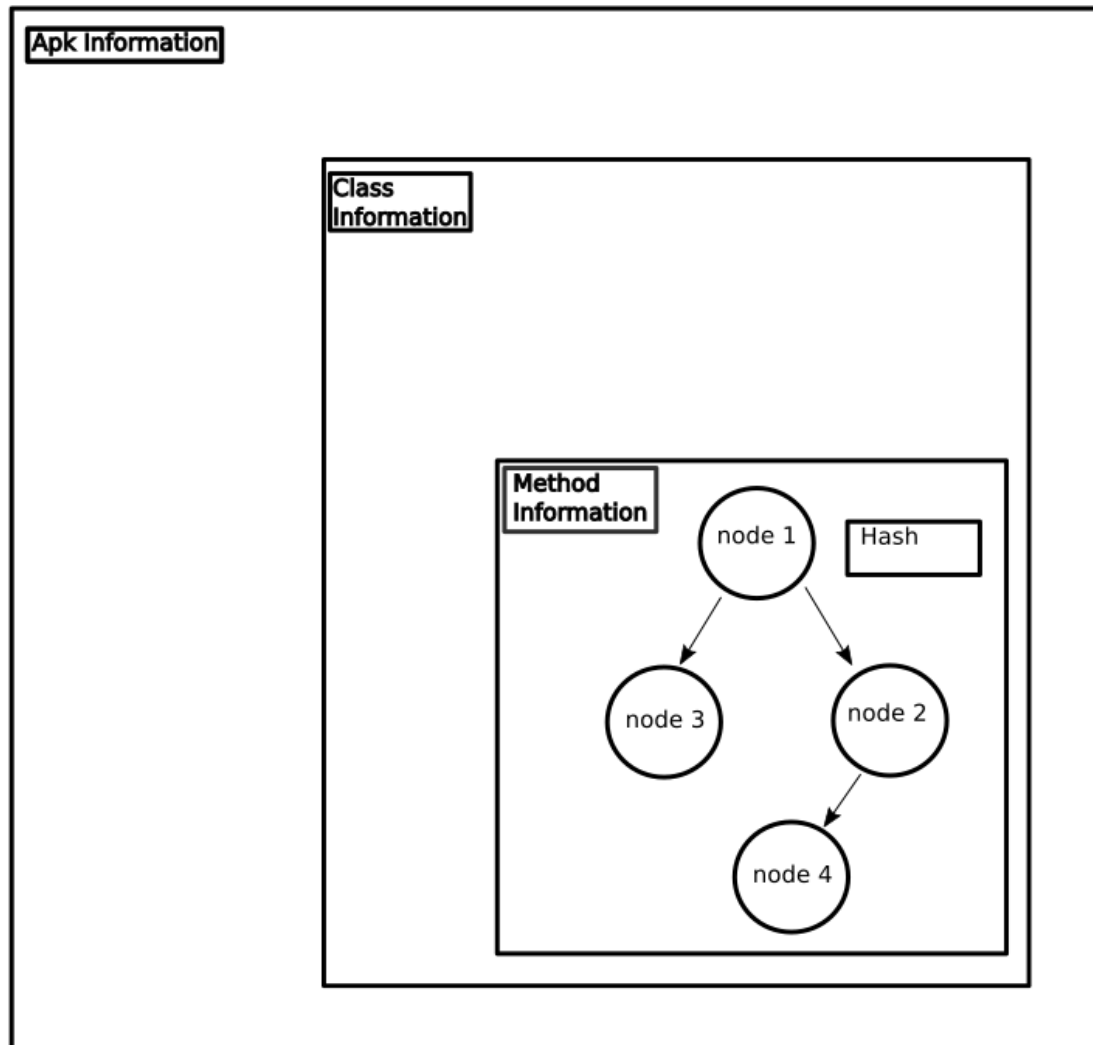 Apk Information
Class
Information
Method
Information
node 1
Hash
node 3
node 2
node 4